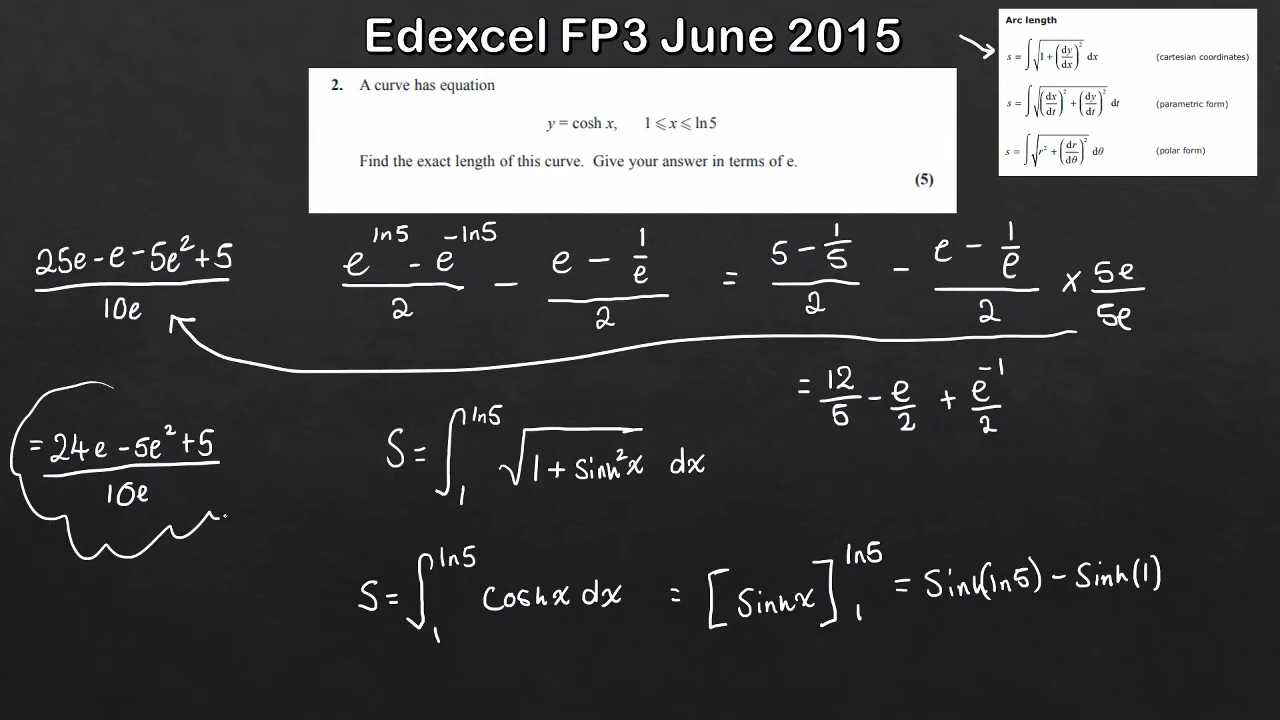 Edexcel FP3 June 2015
Arc length
s = ∫√(1 + (dy/dx)²) dx (cartesian coordinates)
s = ∫√((dx/dt)² + (dy/dt)²) dt (parametric form)
s = ∫√(r² + (dr/dθ)²) dθ (polar form)
2. A curve has equation
y = cosh x, 1 ⩽ x ⩽ ln 5
Find the exact length of this curve. Give your answer in terms of e.
(5)
(25e - e - 5e² + 5)/10e
(e^ln5 - e^-ln5)/2 - (e - 1/e)/2 = (5 - 1/5)/2 - (e - 1/e)/2 × 5e/5e
= 12/5 - e/2 + e^-1/2
= (24e - 5e² + 5)/10e
S = ∫₁^ln5 √(1 + Sinh²x) dx
S = ∫₁^ln5 Coshx dx = [Sinhx]₁^ln5 = Sinh(ln5) - Sinh(1)